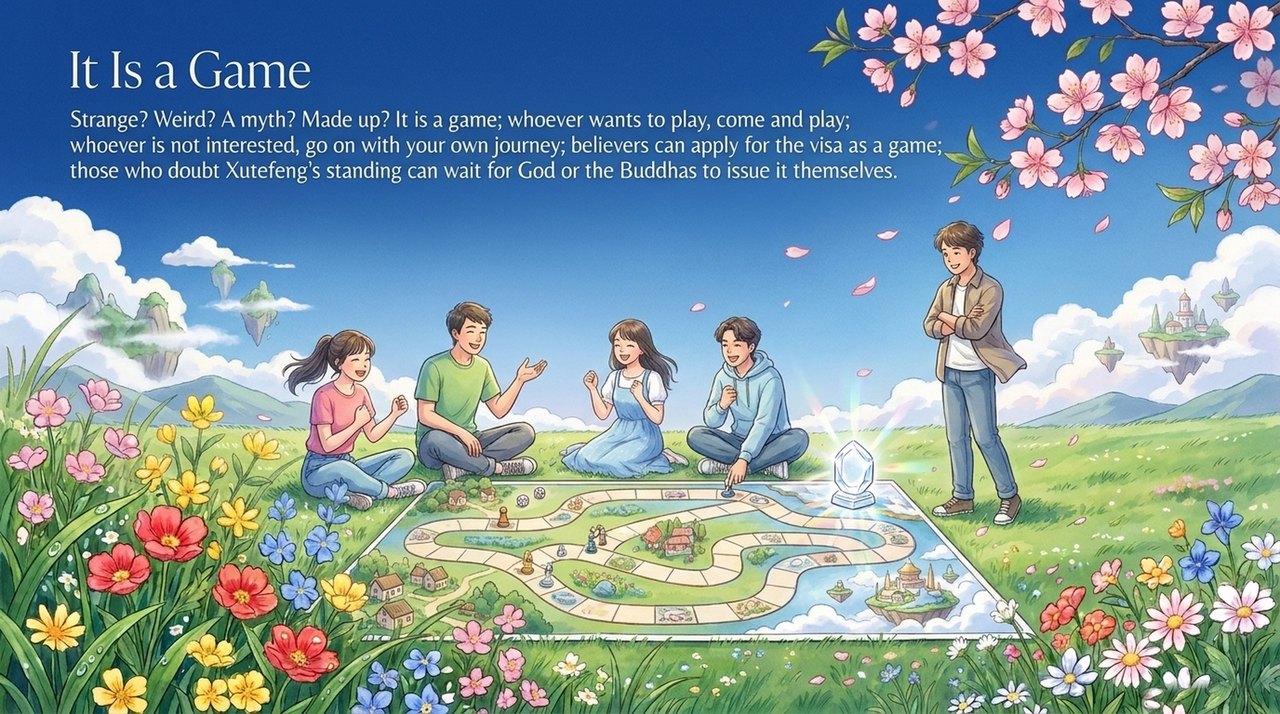 It Is a Game
Strange? Weird? A myth? Made up? It is a game; whoever wants to play, come and play;
whoever is not interested, go on with your own journey; believers can apply for the visa as a game;
those who doubt Xutefeng's standing can wait for God or the Buddhas to issue it themselves.